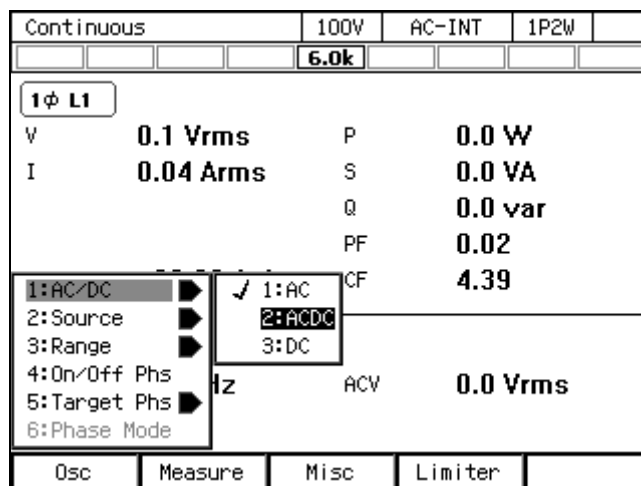 Continuous 100V AC-INT 1P2W
6.0k
1ϕ L1
V 0.1 Vrms P 0.0 W
I 0.04 Arms S 0.0 VA
Q 0.0 var
PF 0.02
CF 4.39
1:AC/DC
2:Source
3:Range
4:On/Off Phs
5:Target Phs
6:Phase Mode
✓ 1:AC
2:ACDC
3:DC
Hz ACV 0.0 Vrms
Osc Measure Misc Limiter